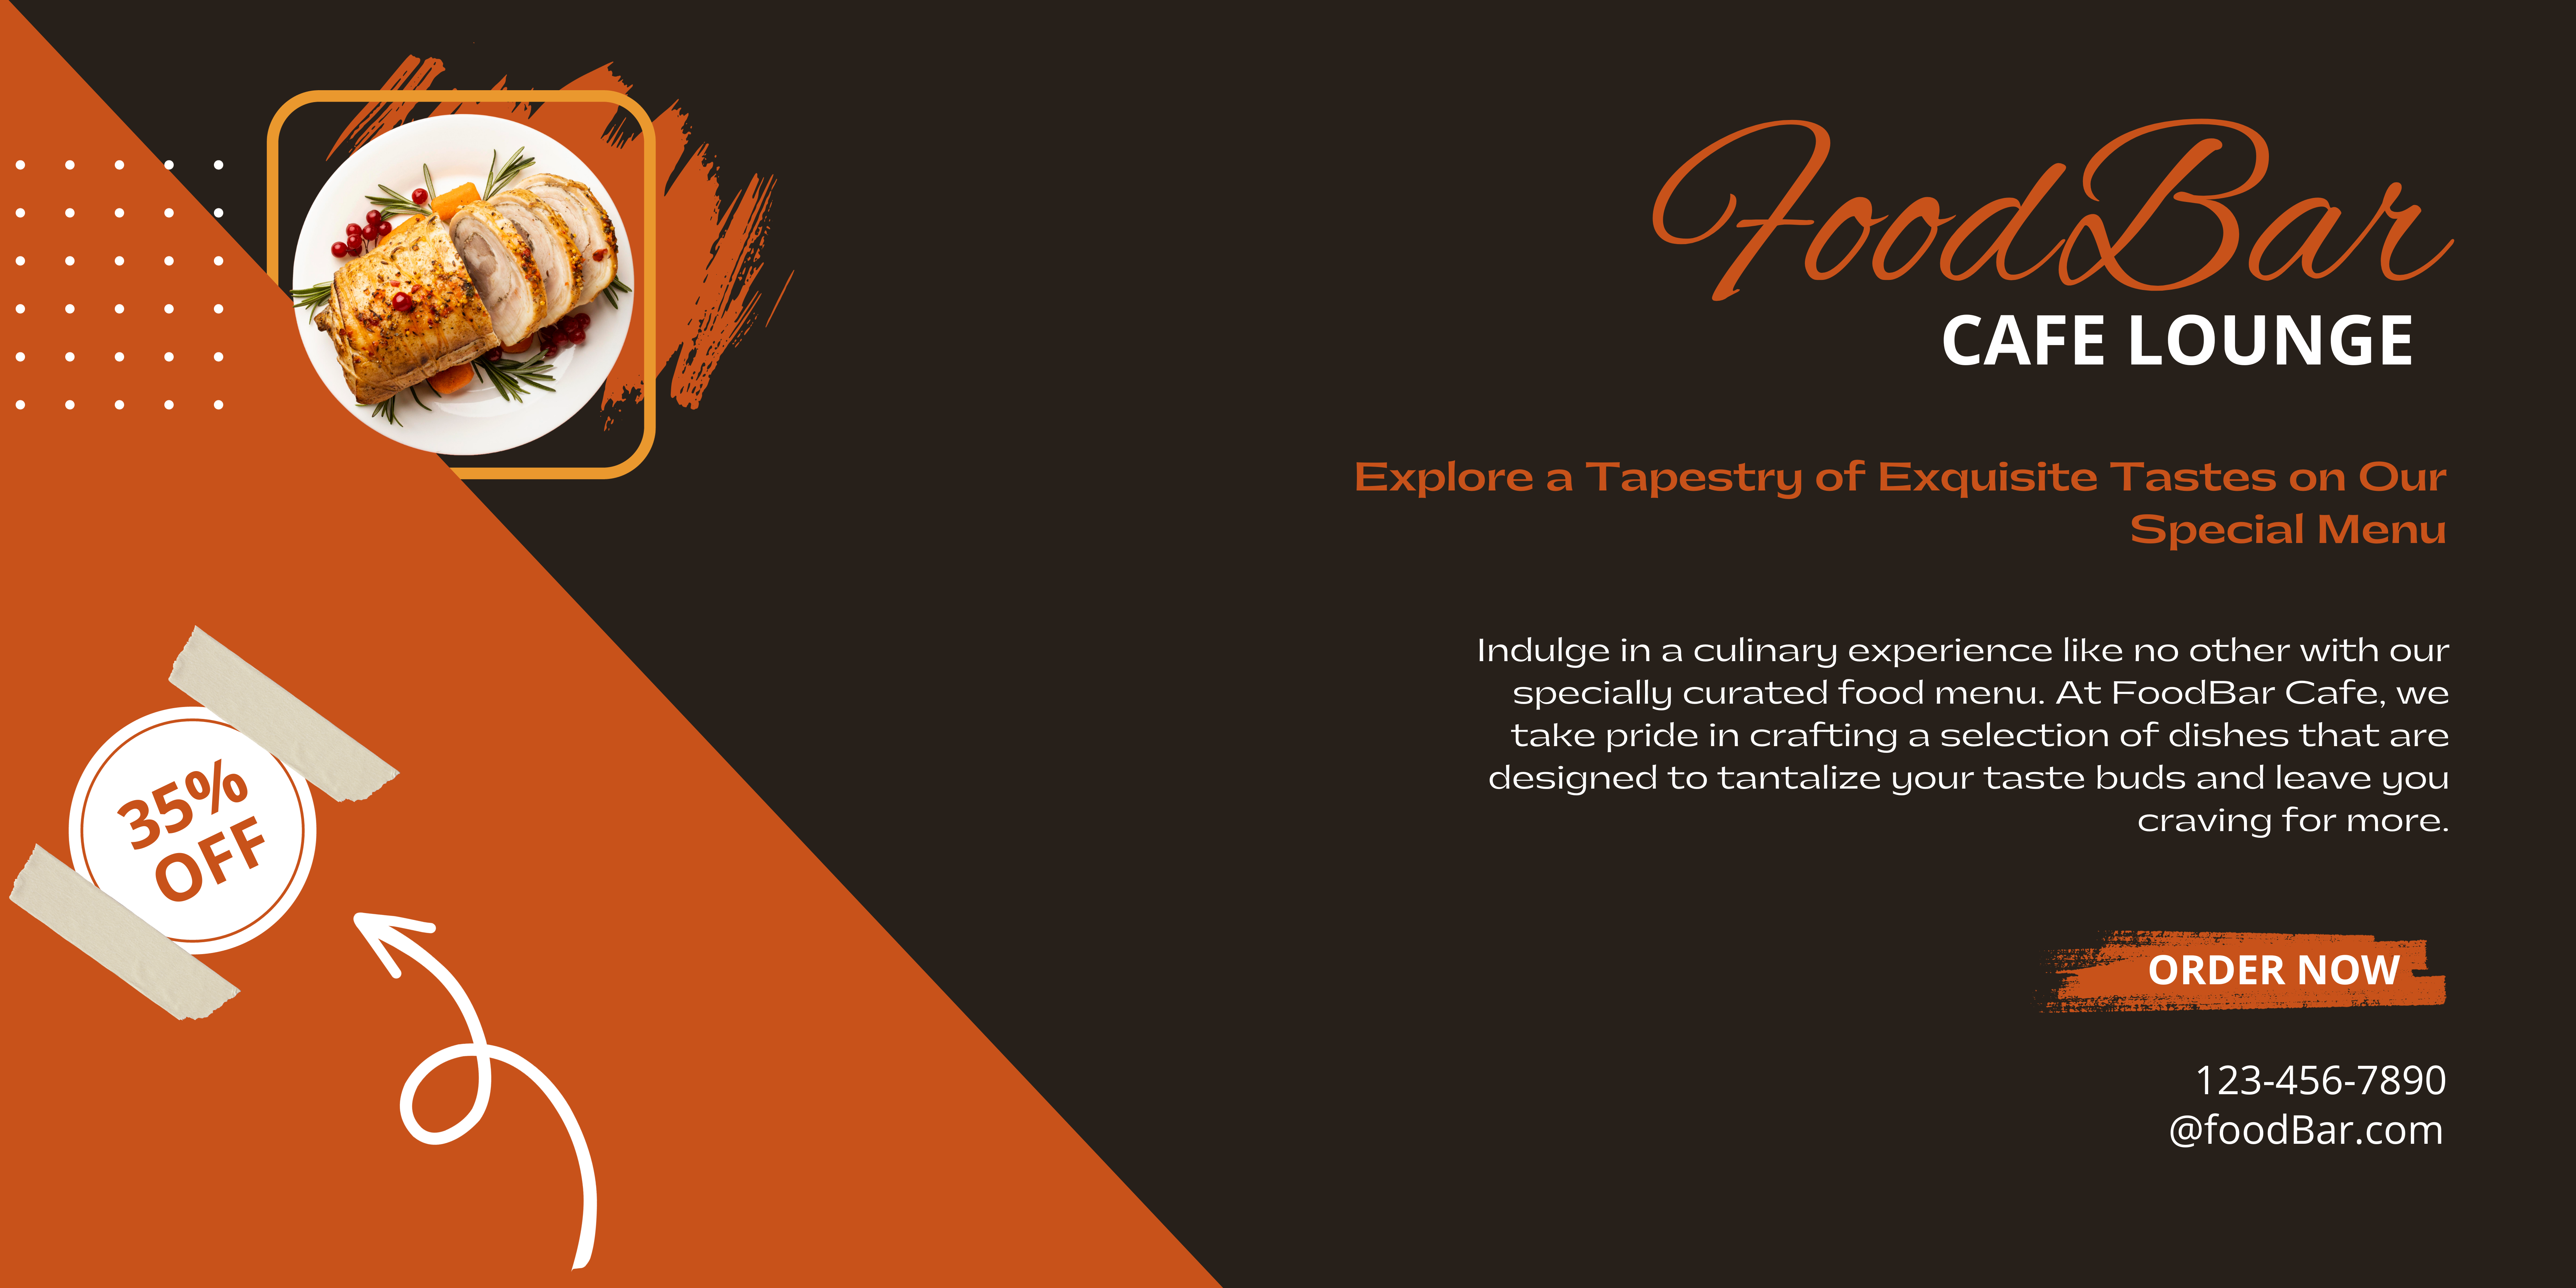 FoodBar
CAFE LOUNGE
Explore a Tapestry of Exquisite Tastes on Our
Special Menu
Indulge in a culinary experience like no other with our
specially curated food menu. At FoodBar Cafe, we
take pride in crafting a selection of dishes that are
designed to tantalize your taste buds and leave you
craving for more.
35%
OFF
ORDER NOW
123-456-7890
@foodBar.com